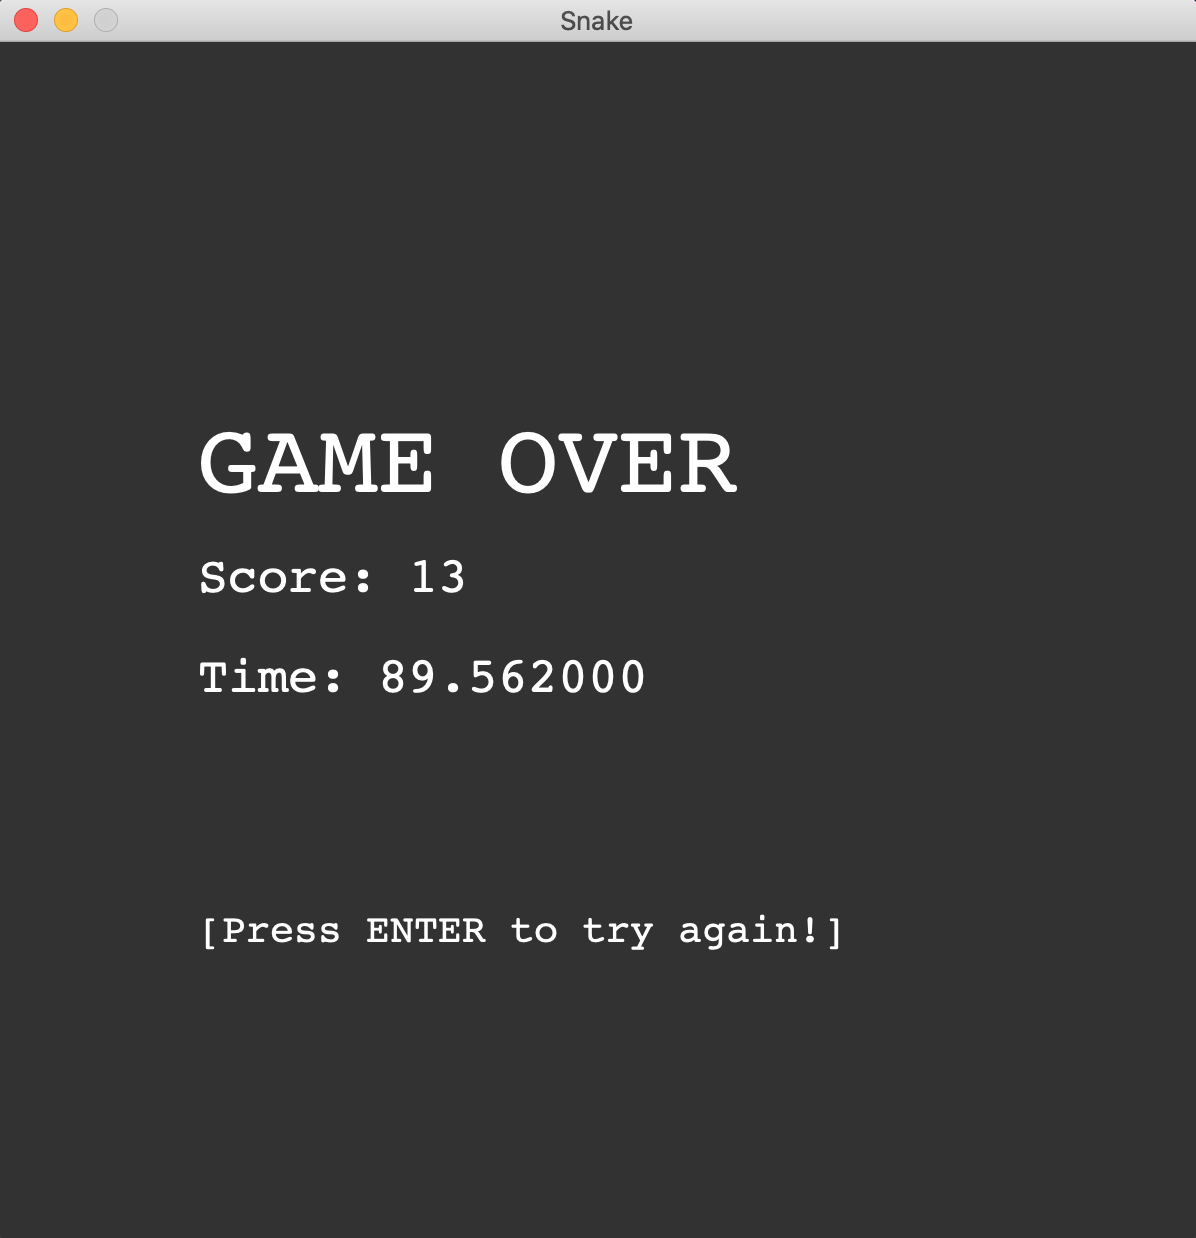 Snake
GAME OVER
Score: 13
Time: 89.562000
[Press ENTER to try again!]